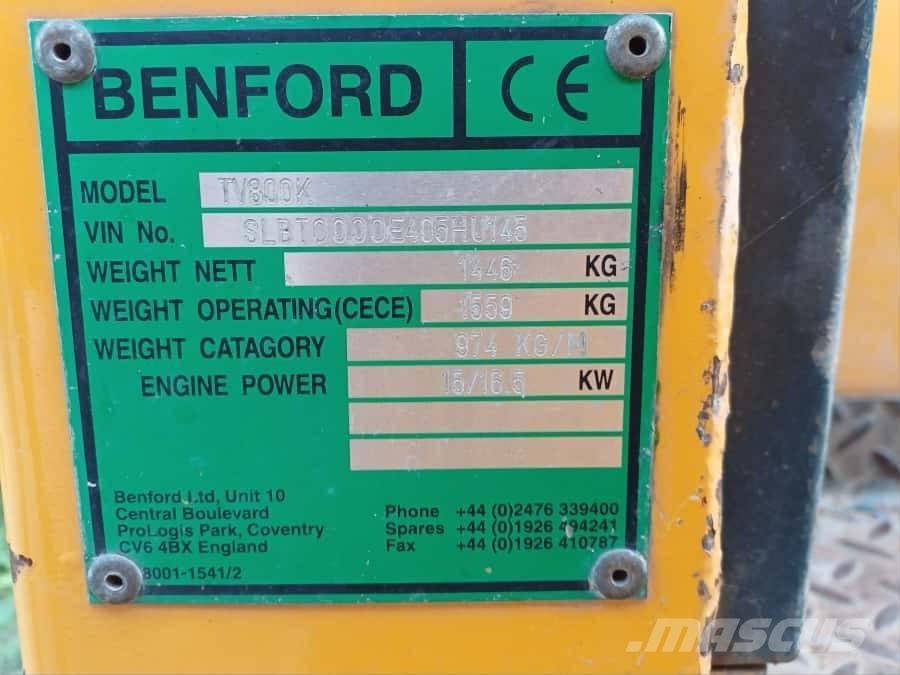 BENFORD CE
MODEL TV800K
VIN No. SLBT0000E405HU145
WEIGHT NETT 1446 KG
WEIGHT OPERATING(CECE) 1559 KG
WEIGHT CATAGORY 974 KG/M
ENGINE POWER 15/16.5 KW
Benford Ltd, Unit 10
Central Boulevard
ProLogis Park, Coventry
CV6 4BX England
Phone +44 (0)2476 339400
Spares +44 (0)1926 494241
Fax +44 (0)1926 410787
8001-1541/2
MASCUS